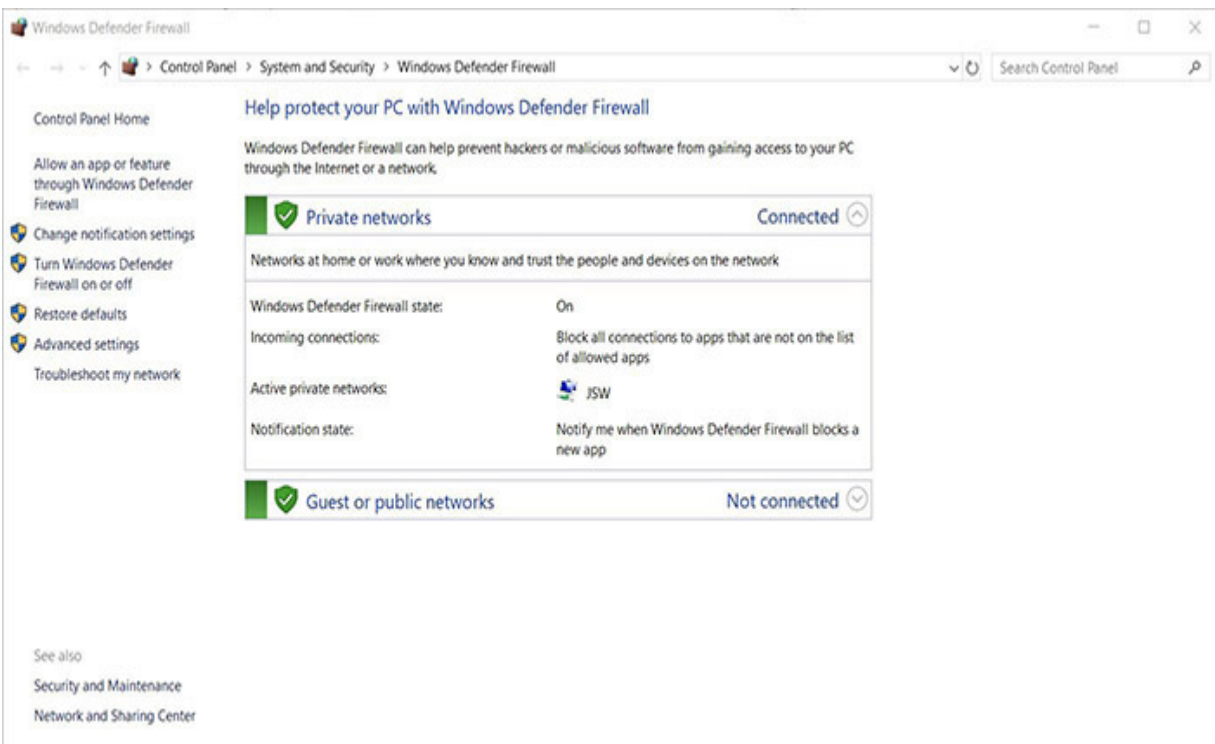 Windows Defender Firewall
Control Panel > System and Security > Windows Defender Firewall
Search Control Panel
Control Panel Home
Allow an app or feature
through Windows Defender
Firewall
Change notification settings
Turn Windows Defender
Firewall on or off
Restore defaults
Advanced settings
Troubleshoot my network
See also
Security and Maintenance
Network and Sharing Center
Help protect your PC with Windows Defender Firewall
Windows Defender Firewall can help prevent hackers or malicious software from gaining access to your PC
through the Internet or a network.
Private networks Connected
Networks at home or work where you know and trust the people and devices on the network
Windows Defender Firewall state: On
Incoming connections: Block all connections to apps that are not on the list
of allowed apps
Active private networks: JSW
Notification state: Notify me when Windows Defender Firewall blocks a
new app
Guest or public networks Not connected